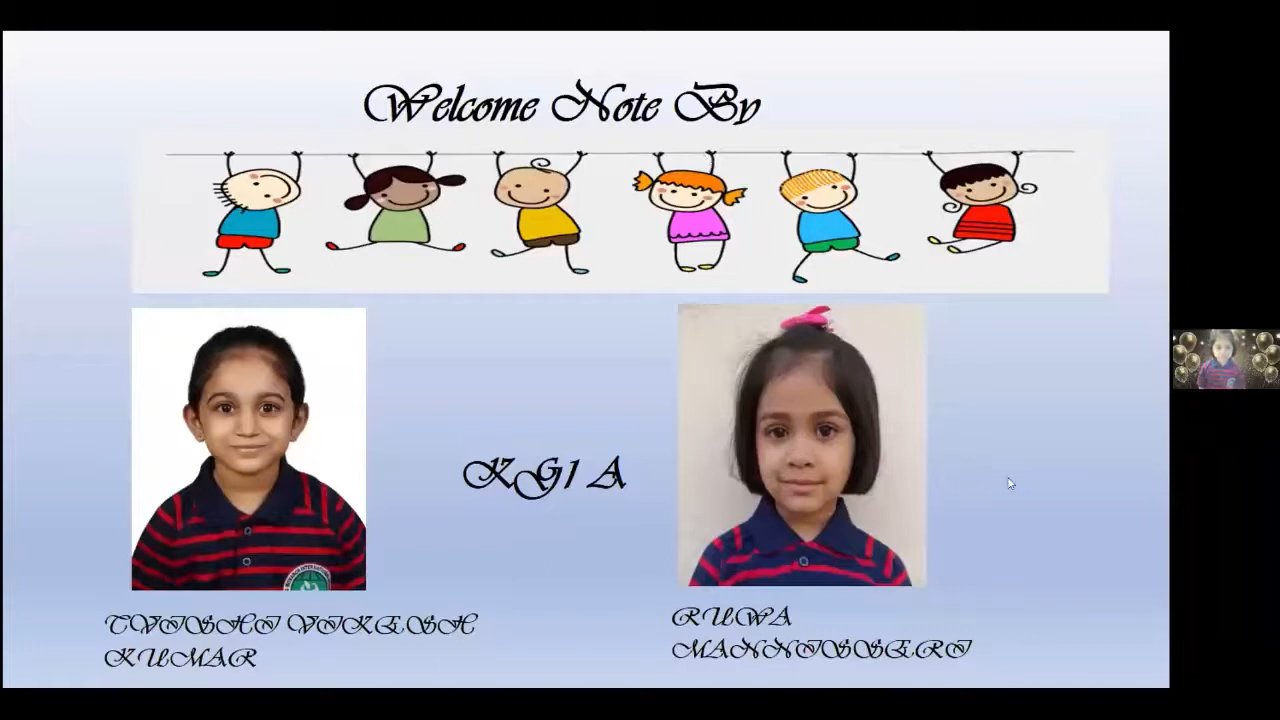 Welcome Note By
KG1 A
TVISHI VIKESH
KUMAR
RUWA
MANNISSERI